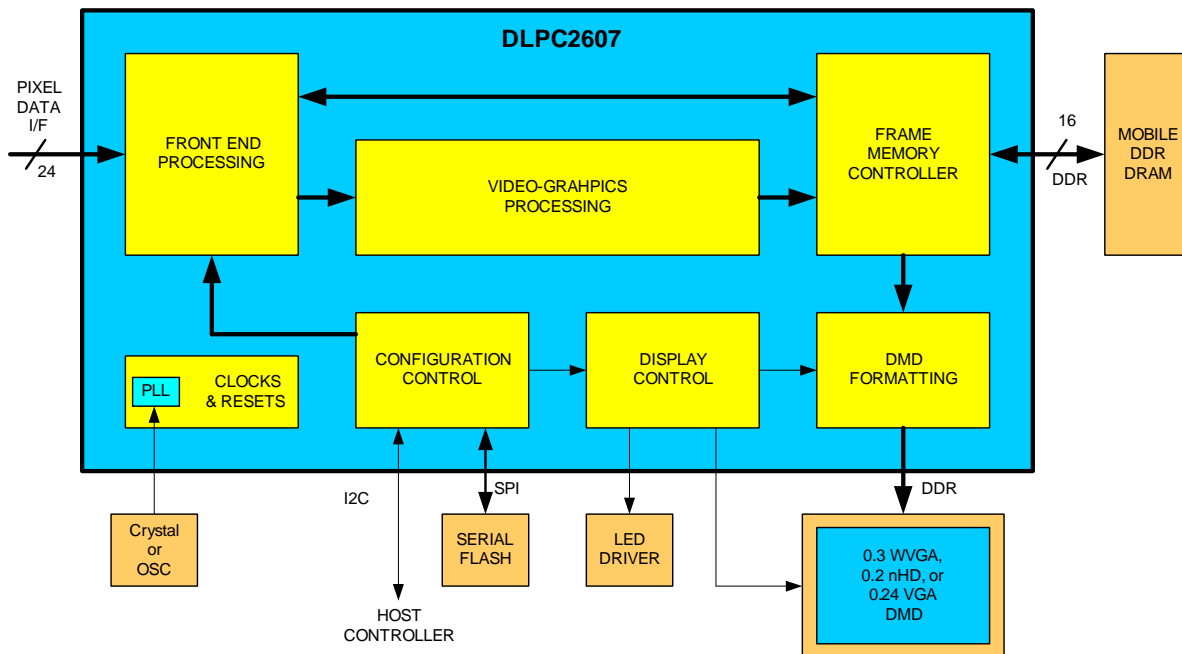 DLPC2607
PIXEL
DATA
I/F
24
FRONT END
PROCESSING
VIDEO-GRAHPICS
PROCESSING
FRAME
MEMORY
CONTROLLER
16
DDR
MOBILE
DDR
DRAM
CONFIGURATION
CONTROL
DISPLAY
CONTROL
DMD
FORMATTING
PLL
CLOCKS
& RESETS
I2C
SPI
DDR
Crystal
or
OSC
SERIAL
FLASH
LED
DRIVER
0.3 WVGA,
0.2 nHD, or
0.24 VGA
DMD
HOST
CONTROLLER